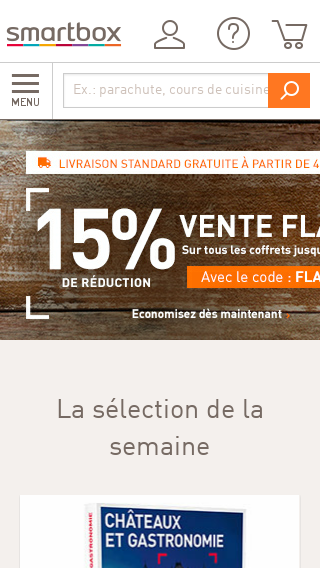 smartbox
MENU
Ex.: parachute, cours de cuisine
LIVRAISON STANDARD GRATUITE À PARTIR DE 4
15%
DE RÉDUCTION
VENTE FLA
Sur tous les coffrets jusqu
Avec le code : FLA
Economisez dès maintenant
La sélection de la
semaine
GASTRONOMIE
CHÂTEAUX
ET GASTRONOMIE